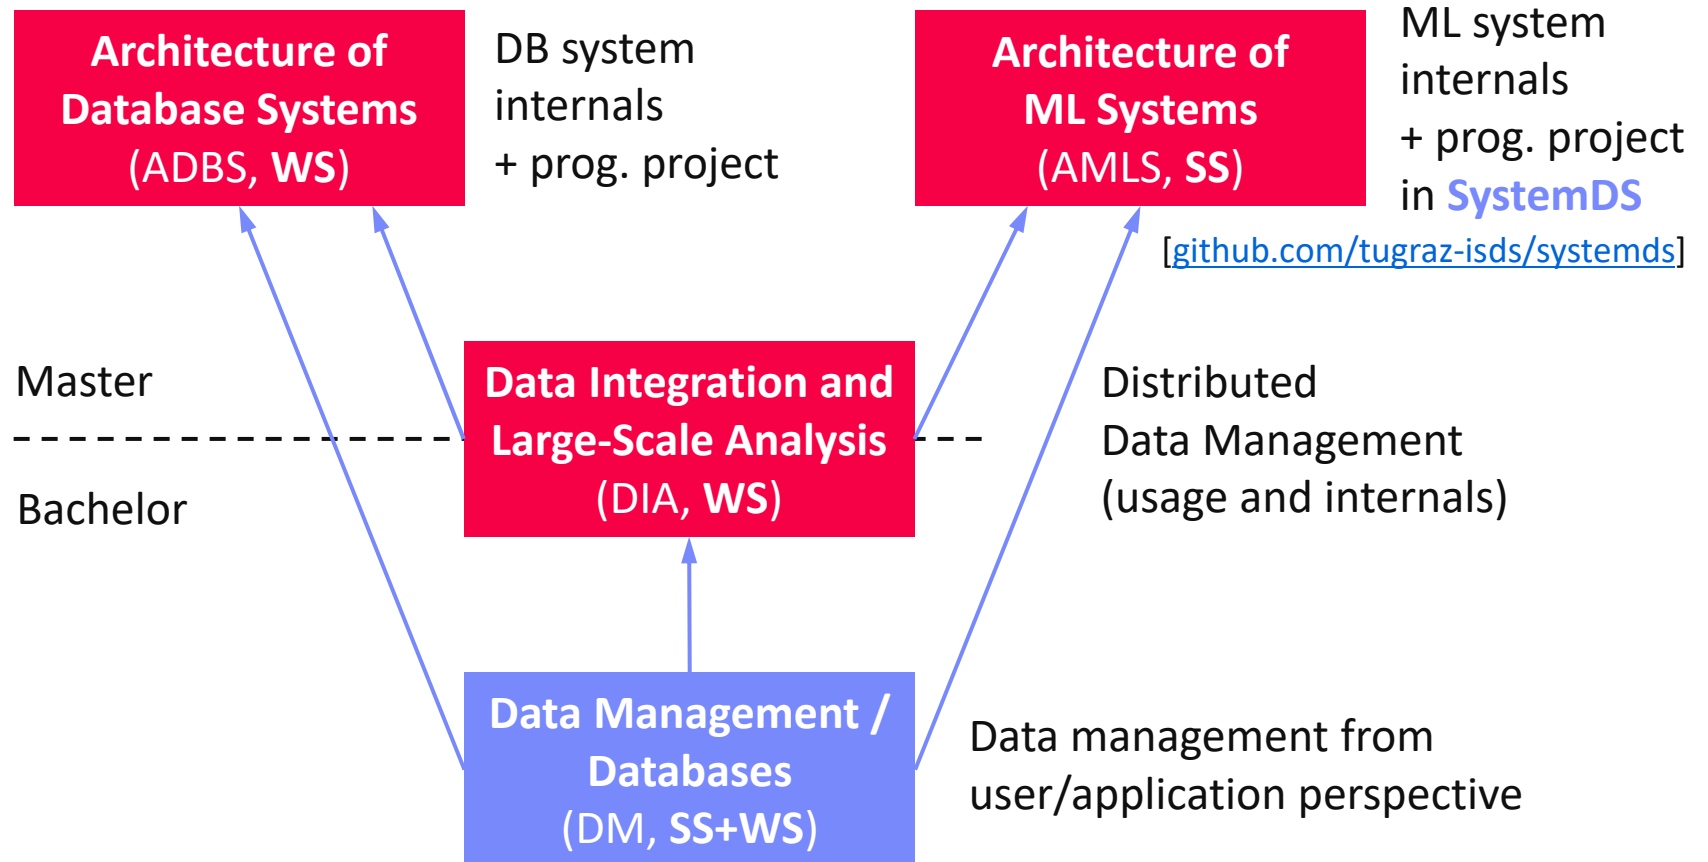 Architecture of
Database Systems
(ADBS, WS)
DB system
internals
+ prog. project
Architecture of
ML Systems
(AMLS, SS)
ML system
internals
+ prog. project
in SystemDS
[github.com/tugraz-isds/systemds]
Master
Bachelor
Data Integration and
Large-Scale Analysis
(DIA, WS)
Distributed
Data Management
(usage and internals)
Data Management /
Databases
(DM, SS+WS)
Data management from
user/application perspective